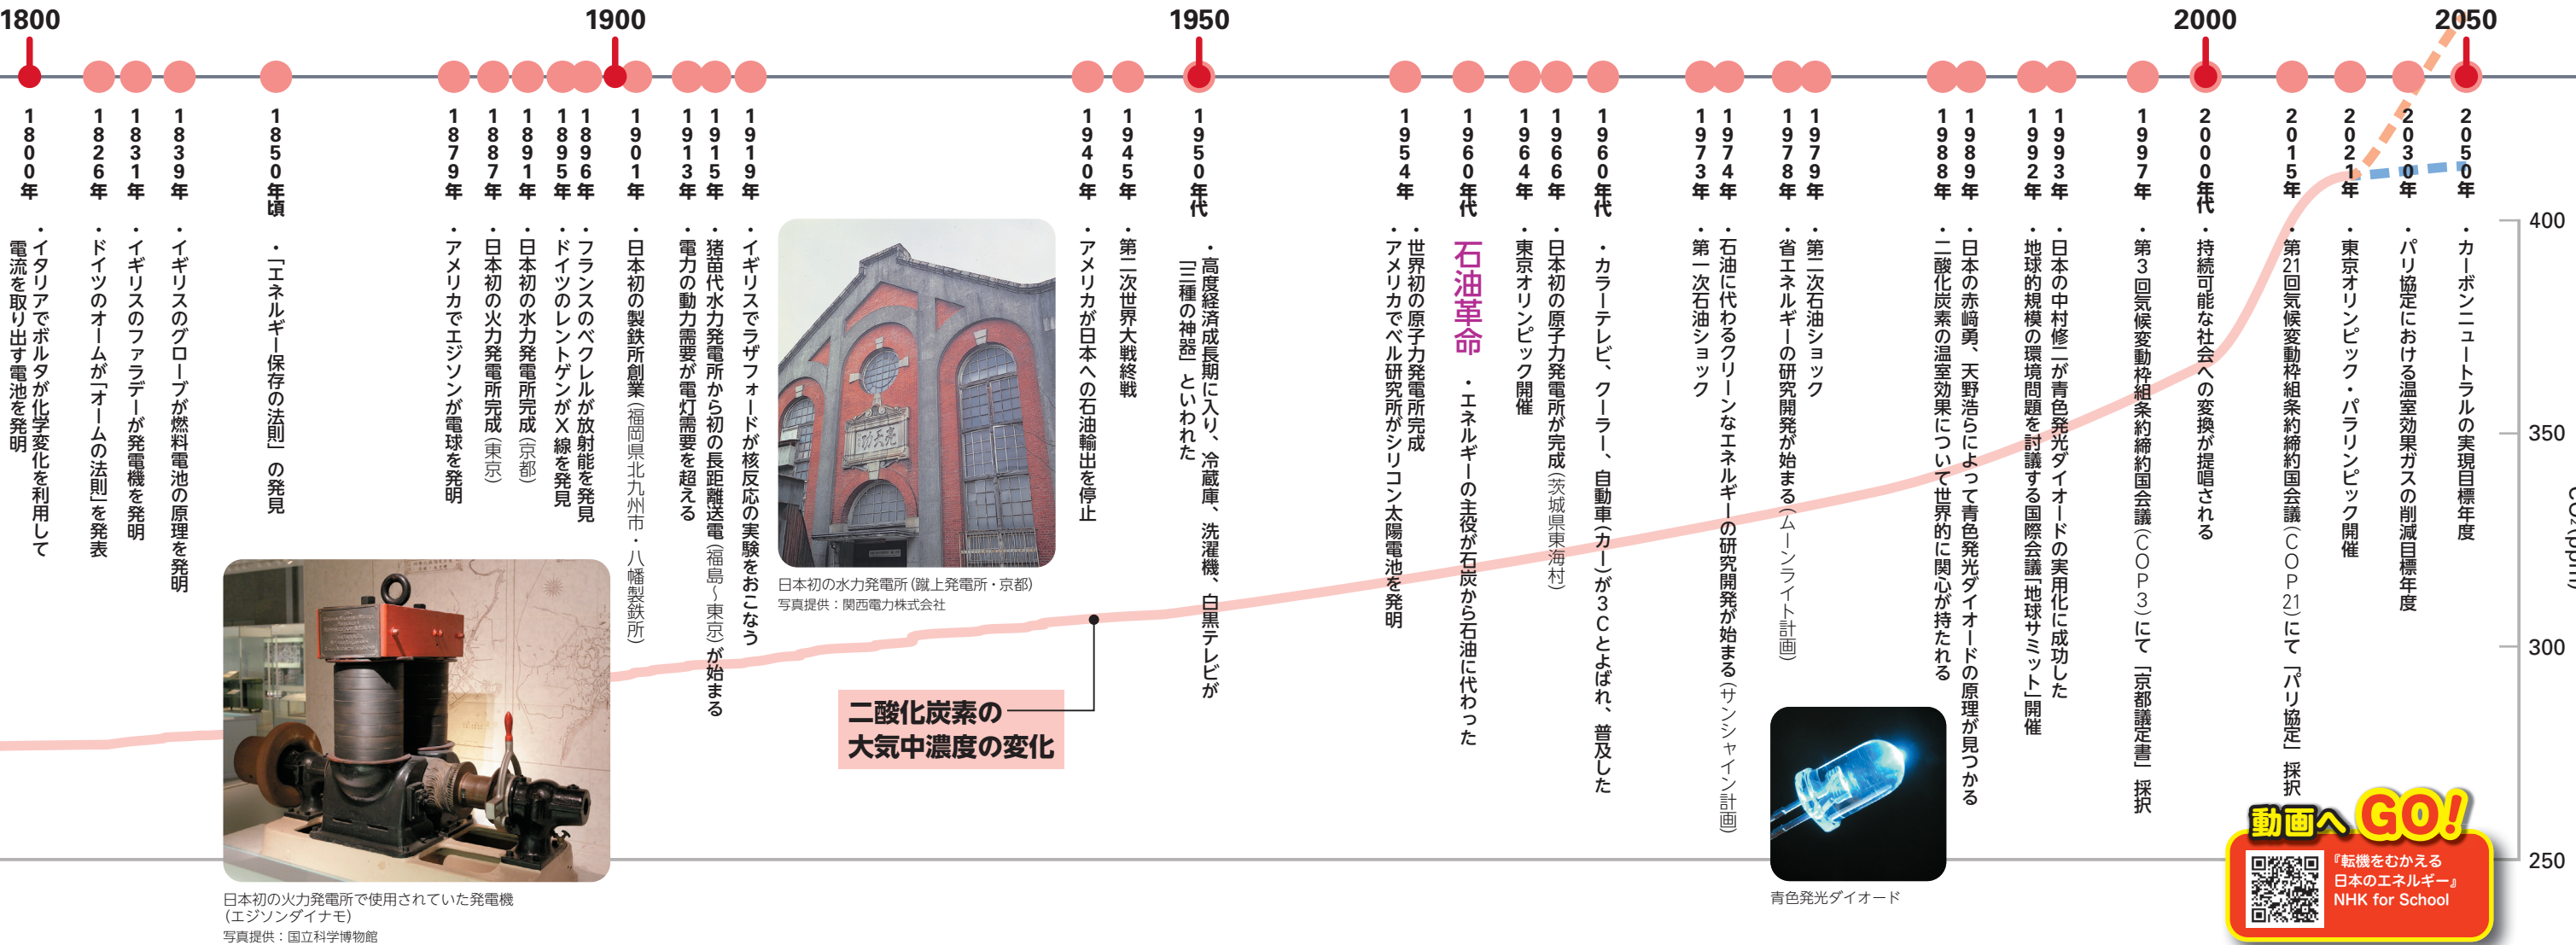 1800
1900
1950
2000
2050
1800年
・イタリアでボルタが化学変化を利用して
電流を取り出す電池を発明
1826年
・ドイツのオームが「オームの法則」を発表
1831年
・イギリスのファラデーが発電機を発明
1839年
・イギリスのグローブが燃料電池の原理を発明
1850年頃
・「エネルギー保存の法則」の発見
1879年
・アメリカでエジソンが電球を発明
1887年
・日本初の火力発電所完成（東京）
1891年
・日本初の水力発電所完成（京都）
1895年
・ドイツのレントゲンがX線を発見
1896年
・フランスのベクレルが放射能を発見
1901年
・日本初の製鉄所創業（福岡県北九州市・八幡製鉄所）
1913年
・電力の動力需要が電灯需要を超える
1915年
・猪苗代水力発電所から初の長距離送電（福島～東京）が始まる
1919年
・イギリスでラザフォードが核反応の実験をおこなう
1940年
・アメリカが日本への石油輸出を停止
1945年
・第二次世界大戦終戦
1950年代
・高度経済成長期に入り、冷蔵庫、洗濯機、白黒テレビが
「三種の神器」といわれた
1954年
・世界初の原子力発電所完成
・アメリカでベル研究所がシリコン太陽電池を発明
1960年代
石油革命
・エネルギーの主役が石炭から石油に代わった
1964年
・東京オリンピック開催
1966年
・日本初の原子力発電所が完成（茨城県東海村）
1960年代
・カラーテレビ、クーラー、自動車（カー）が3Cとよばれ、普及した
1973年
・第一次石油ショック
1974年
・石油に代わるクリーンなエネルギーの研究開発が始まる（サンシャイン計画）
1978年
・省エネルギーの研究開発が始まる（ムーンライト計画）
1979年
・第二次石油ショック
1988年
・二酸化炭素の温室効果について世界的に関心が持たれる
1989年
・日本の赤﨑勇、天野浩らによって青色発光ダイオードの原理が見つかる
1992年
・地球的規模の環境問題を討議する国際会議「地球サミット」開催
1993年
・日本の中村修二が青色発光ダイオードの実用化に成功した
1997年
・第3回気候変動枠組条約締約国会議（COP3）にて「京都議定書」採択
2000年代
・持続可能な社会への変換が提唱される
2015年
・第21回気候変動枠組条約締約国会議（COP21）にて「パリ協定」採択
2021年
・東京オリンピック・パラリンピック開催
2030年
・パリ協定における温室効果ガスの削減目標年度
2050年
・カーボンニュートラルの実現目標年度
400
350
300
250
日本初の水力発電所（蹴上発電所・京都）
写真提供：関西電力株式会社
二酸化炭素の
大気中濃度の変化
日本初の火力発電所で使用されていた発電機
（エジソンダイナモ）
写真提供：国立科学博物館
青色発光ダイオード
動画へGO!
『転機をむかえる
日本のエネルギー』
NHK for School